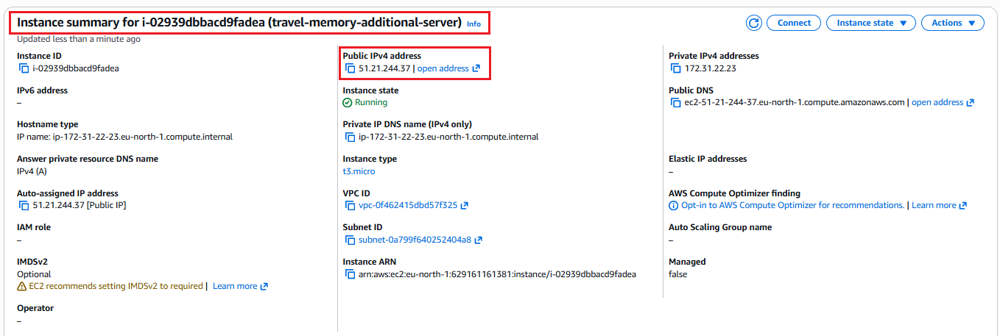 Instance summary for i-02939dbbacd9fadea (travel-memory-additional-server) Info
Connect
Instance state
Actions
Updated less than a minute ago
Instance ID
i-02939dbbacd9fadea
Public IPv4 address
51.21.244.37 | open address
Private IPv4 addresses
172.31.22.23
IPv6 address
–
Instance state
Running
Public DNS
ec2-51-21-244-37.eu-north-1.compute.amazonaws.com | open address
Hostname type
IP name: ip-172-31-22-23.eu-north-1.compute.internal
Private IP DNS name (IPv4 only)
ip-172-31-22-23.eu-north-1.compute.internal
Answer private resource DNS name
IPv4 (A)
Instance type
t3.micro
Elastic IP addresses
–
Auto-assigned IP address
51.21.244.37 [Public IP]
VPC ID
vpc-0f462415dbd57f325
AWS Compute Optimizer finding
Opt-in to AWS Compute Optimizer for recommendations. | Learn more
IAM role
–
Subnet ID
subnet-0a799f640252404a8
Auto Scaling Group name
–
IMDSv2
Optional
EC2 recommends setting IMDSv2 to required | Learn more
Instance ARN
arn:aws:ec2:eu-north-1:629161161381:instance/i-02939dbbacd9fadea
Managed
false
Operator
–